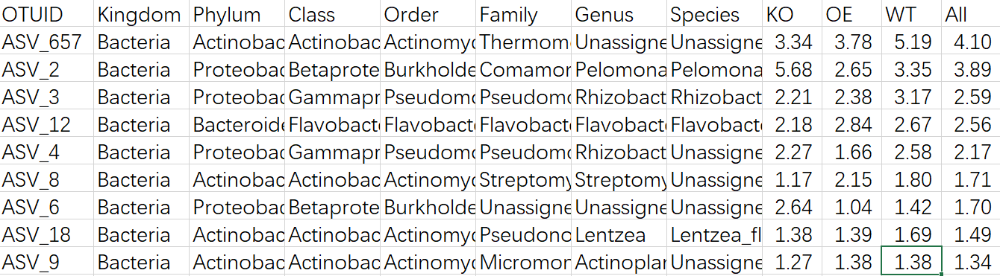 OTUID Kingdom Phylum Class Order Family Genus Species KO OE WT All
ASV_657 Bacteria Actinobac Actinobac Actinomyc Thermom Unassigne Unassigne 3.34 3.78 5.19 4.10
ASV_2 Bacteria Proteobac Betaprote Burkholde Comamor Pelomona Pelomona 5.68 2.65 3.35 3.89
ASV_3 Bacteria Proteobac Gammapr Pseudomo Pseudomo Rhizobact Rhizobact 2.21 2.38 3.17 2.59
ASV_12 Bacteria Bacteroide Flavobact Flavobact Flavobact Flavobact Flavobact 2.18 2.84 2.67 2.56
ASV_4 Bacteria Proteobac Gammapr Pseudomo Pseudomo Rhizobact Unassigne 2.27 1.66 2.58 2.17
ASV_8 Bacteria Actinobac Actinobac Actinomyc Streptomy Streptomy Unassigne 1.17 2.15 1.80 1.71
ASV_6 Bacteria Proteobac Betaprote Burkholde Unassigne Unassigne Unassigne 2.64 1.04 1.42 1.70
ASV_18 Bacteria Actinobac Actinobac Actinomyc Pseudono Lentzea Lentzea_fl 1.38 1.39 1.69 1.49
ASV_9 Bacteria Actinobac Actinobac Actinomyc Micromon Actinoplan Unassigne 1.27 1.38 1.38 1.34